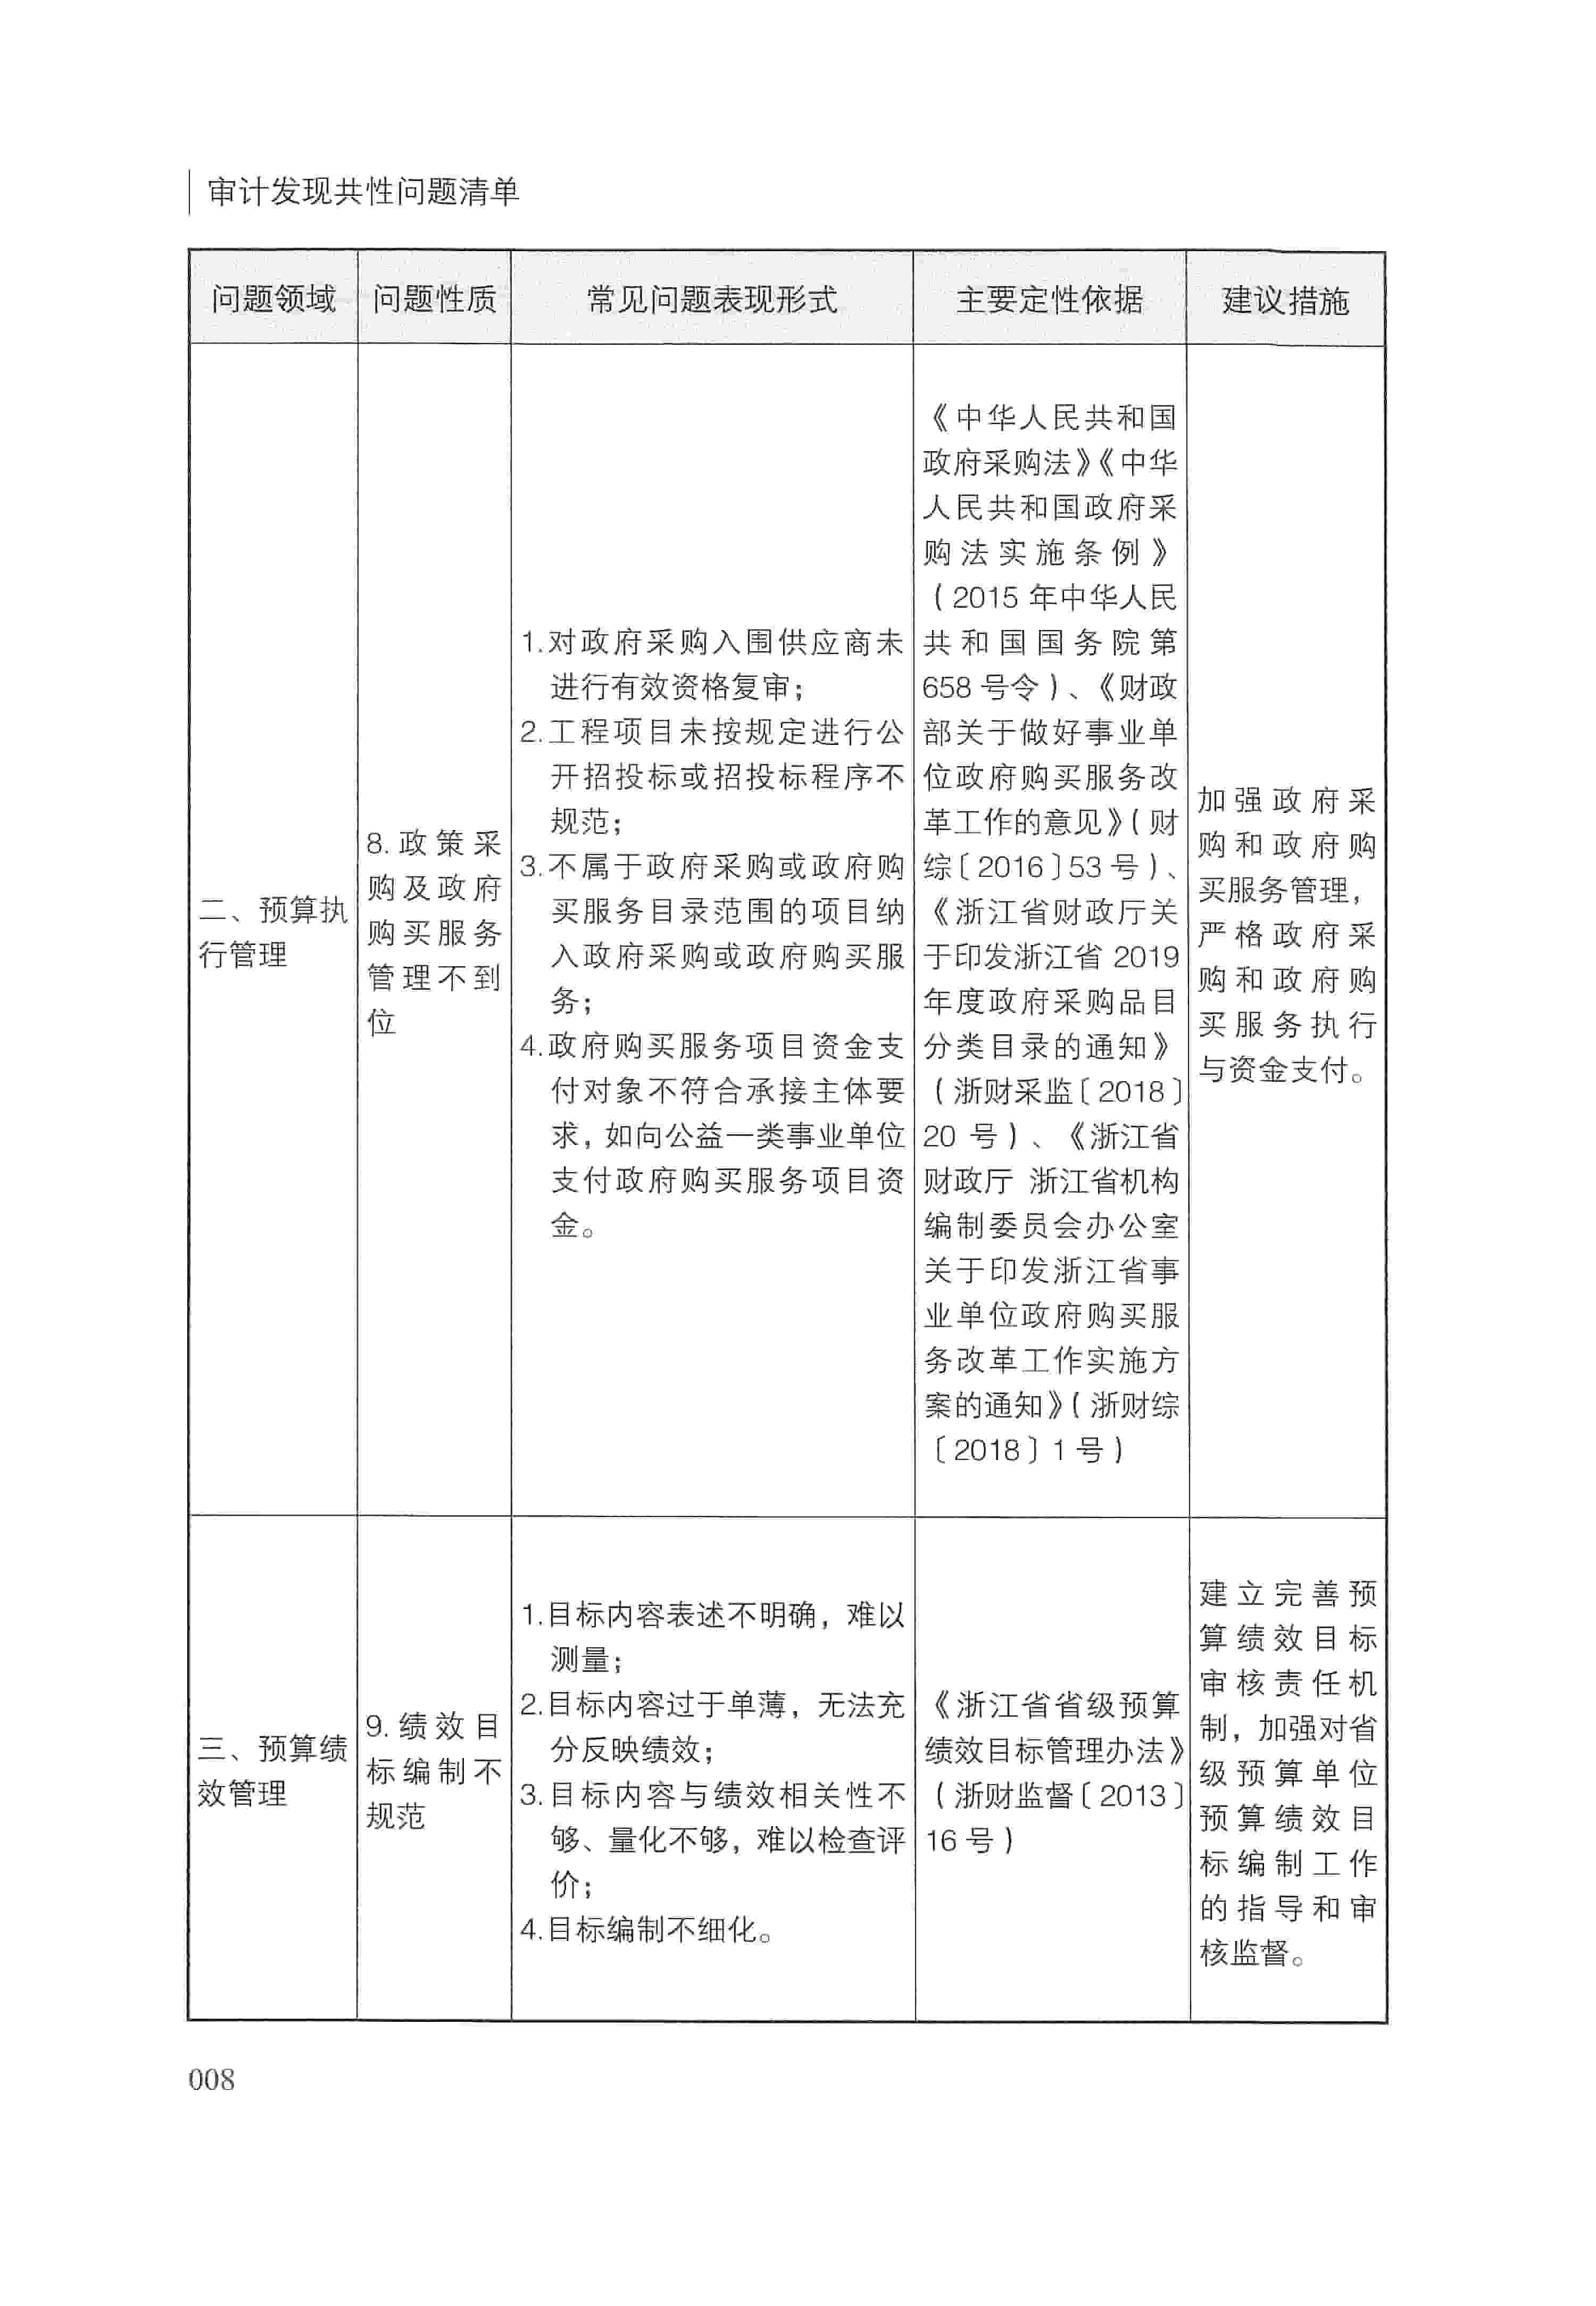 审计发现共性问题清单
问题领域
问题性质
常见问题表现形式
主要定性依据
建议措施
二、预算执
行管理
8.政策采
购及政府
购买服务
管理不到
位
1.对政府采购入围供应商未
进行有效资格复审；
2.工程项目未按规定进行公
开招投标或招投标程序不
规范；
3.不属于政府采购或政府购
买服务目录范围的项目纳
入政府采购或政府购买服
务；
4.政府购买服务项目资金支
付对象不符合承接主体要
求，如向公益一类事业单位
支付政府购买服务项目资
金。
《中华人民共和国
政府采购法》《中华
人民共和国政府采
购法实施条例》
（2015 年中华人民
共和国国务院第
658 号令）、《财政
部关于做好事业单
位政府购买服务改
革工作的意见》（财
综〔2016〕53 号）、
《浙江省财政厅关
于印发浙江省 2019
年度政府采购品目
分类目录的通知》
（浙财采监〔2018〕
20 号）、《浙江省
财政厅 浙江省机构
编制委员会办公室
关于印发浙江省事
业单位政府购买服
务改革工作实施方
案的通知》（浙财综
〔2018〕1 号）
加强政府采
购和政府购
买服务管理，
严格政府采
购和政府购
买服务执行
与资金支付。
三、预算绩
效管理
9.绩效目
标编制不
规范
1.目标内容表述不明确，难以
测量；
2.目标内容过于单薄，无法充
分反映绩效；
3.目标内容与绩效相关性不
够、量化不够，难以检查评
价；
4.目标编制不细化。
《浙江省省级预算
绩效目标管理办法》
（浙财监督〔2013〕
16 号）
建立完善预
算绩效目标
审核责任机
制，加强对省
级预算单位
预算绩效目
标编制工作
的指导和审
核监督。
008